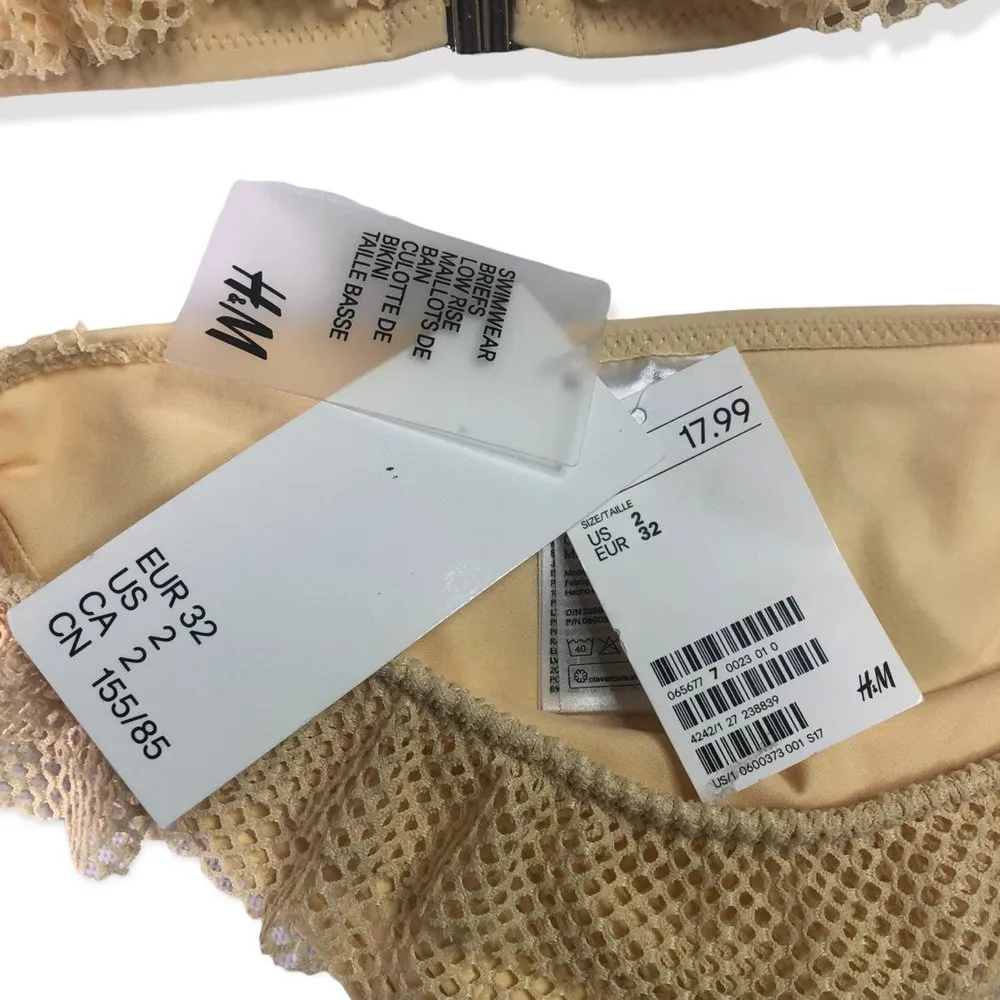 H&M
SWIMWEAR
BRIEFS
LOW RISE
MAILLOTS DE
BAIN
CULOTTE DE
BIKINI
TAILLE BASSE
EUR 32
US 2
CA 2
CN 155/85
17.99
SIZE/TAILLE
US 2
EUR 32
065677 7 0023 01 0
4242/1 27 238839
US/1 0600373 001 S17
H&M
40
clevercare